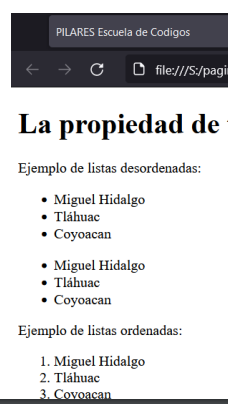 PILARES Escuela de Codigos
file:///S:/pagi
La propiedad de
Ejemplo de listas desordenadas:
• Miguel Hidalgo
• Tláhuac
• Coyoacan
• Miguel Hidalgo
• Tláhuac
• Coyoacan
Ejemplo de listas ordenadas:
1. Miguel Hidalgo
2. Tláhuac
3. Coyoacan